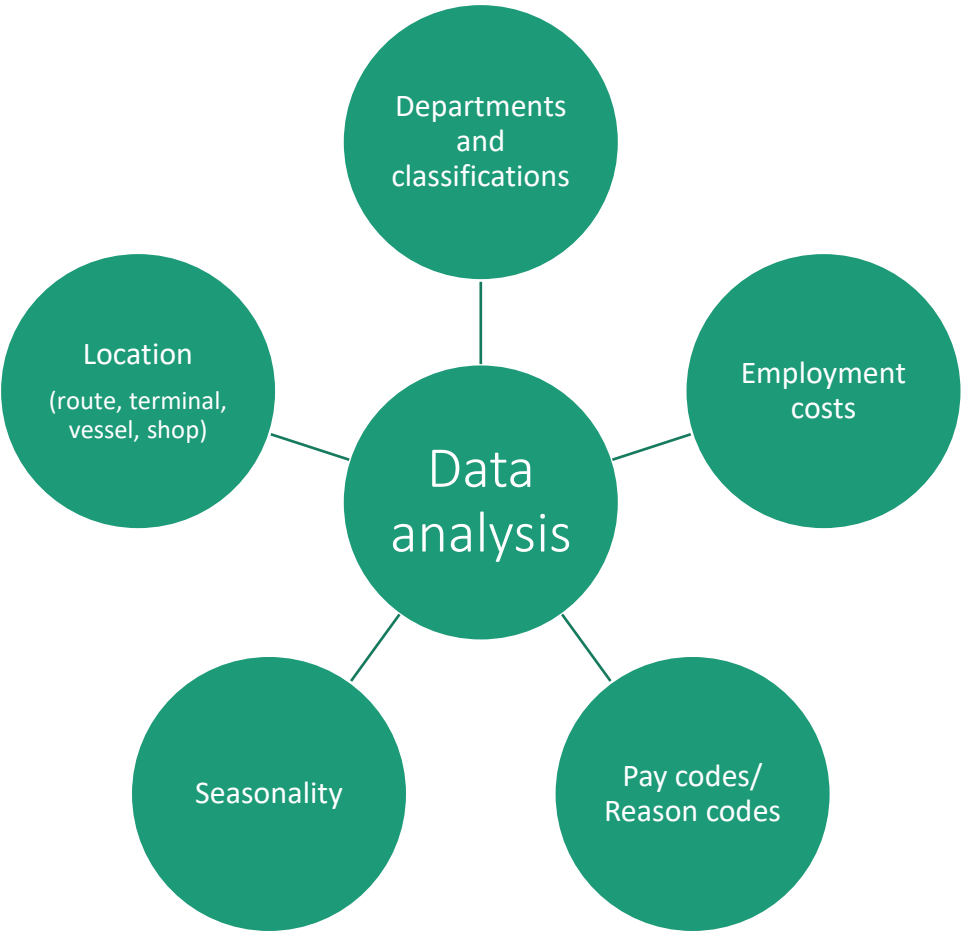 Departments
and
classifications
Location
(route, terminal,
vessel, shop)
Employment
costs
Data
analysis
Seasonality
Pay codes/
Reason codes